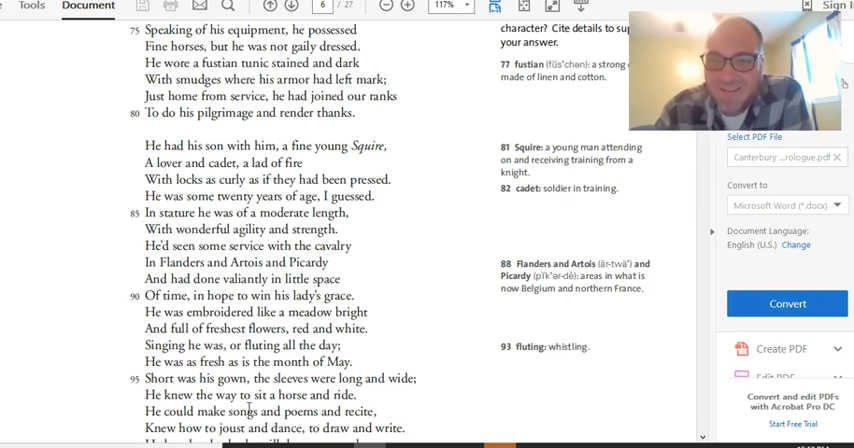 Tools
Document
6 / 27
117%
Sign I
75 Speaking of his equipment, he possessed
Fine horses, but he was not gaily dressed.
He wore a fustian tunic stained and dark
With smudges where his armor had left mark;
Just home from service, he had joined our ranks
80 To do his pilgrimage and render thanks.
He had his son with him, a fine young Squire,
A lover and cadet, a lad of fire
With locks as curly as if they had been pressed.
He was some twenty years of age, I guessed.
85 In stature he was of a moderate length,
With wonderful agility and strength.
He'd seen some service with the cavalry
In Flanders and Artois and Picardy
And had done valiantly in little space
90 Of time, in hope to win his lady's grace.
He was embroidered like a meadow bright
And full of freshest flowers, red and white.
Singing he was, or fluting all the day;
He was as fresh as is the month of May.
95 Short was his gown, the sleeves were long and wide;
He knew the way to sit a horse and ride.
He could make songs and poems and recite,
Knew how to joust and dance, to draw and write.
character? Cite details to su
your answer.
77 fustian (fŭs′chən): a strong
made of linen and cotton.
81 Squire: a young man attending
on and receiving training from a
knight.
82 cadet: soldier in training.
88 Flanders and Artois (är-twä′) and
Picardy (pĭk′ər-dē): areas in what is
now Belgium and northern France.
93 fluting: whistling.
Select PDF File
Canterbury ...rologue.pdf
Convert to
Microsoft Word (*.docx)
Document Language:
English (U.S.) Change
Convert
Create PDF
Edit PDF
Convert and edit PDFs
with Acrobat Pro DC
Start Free Trial